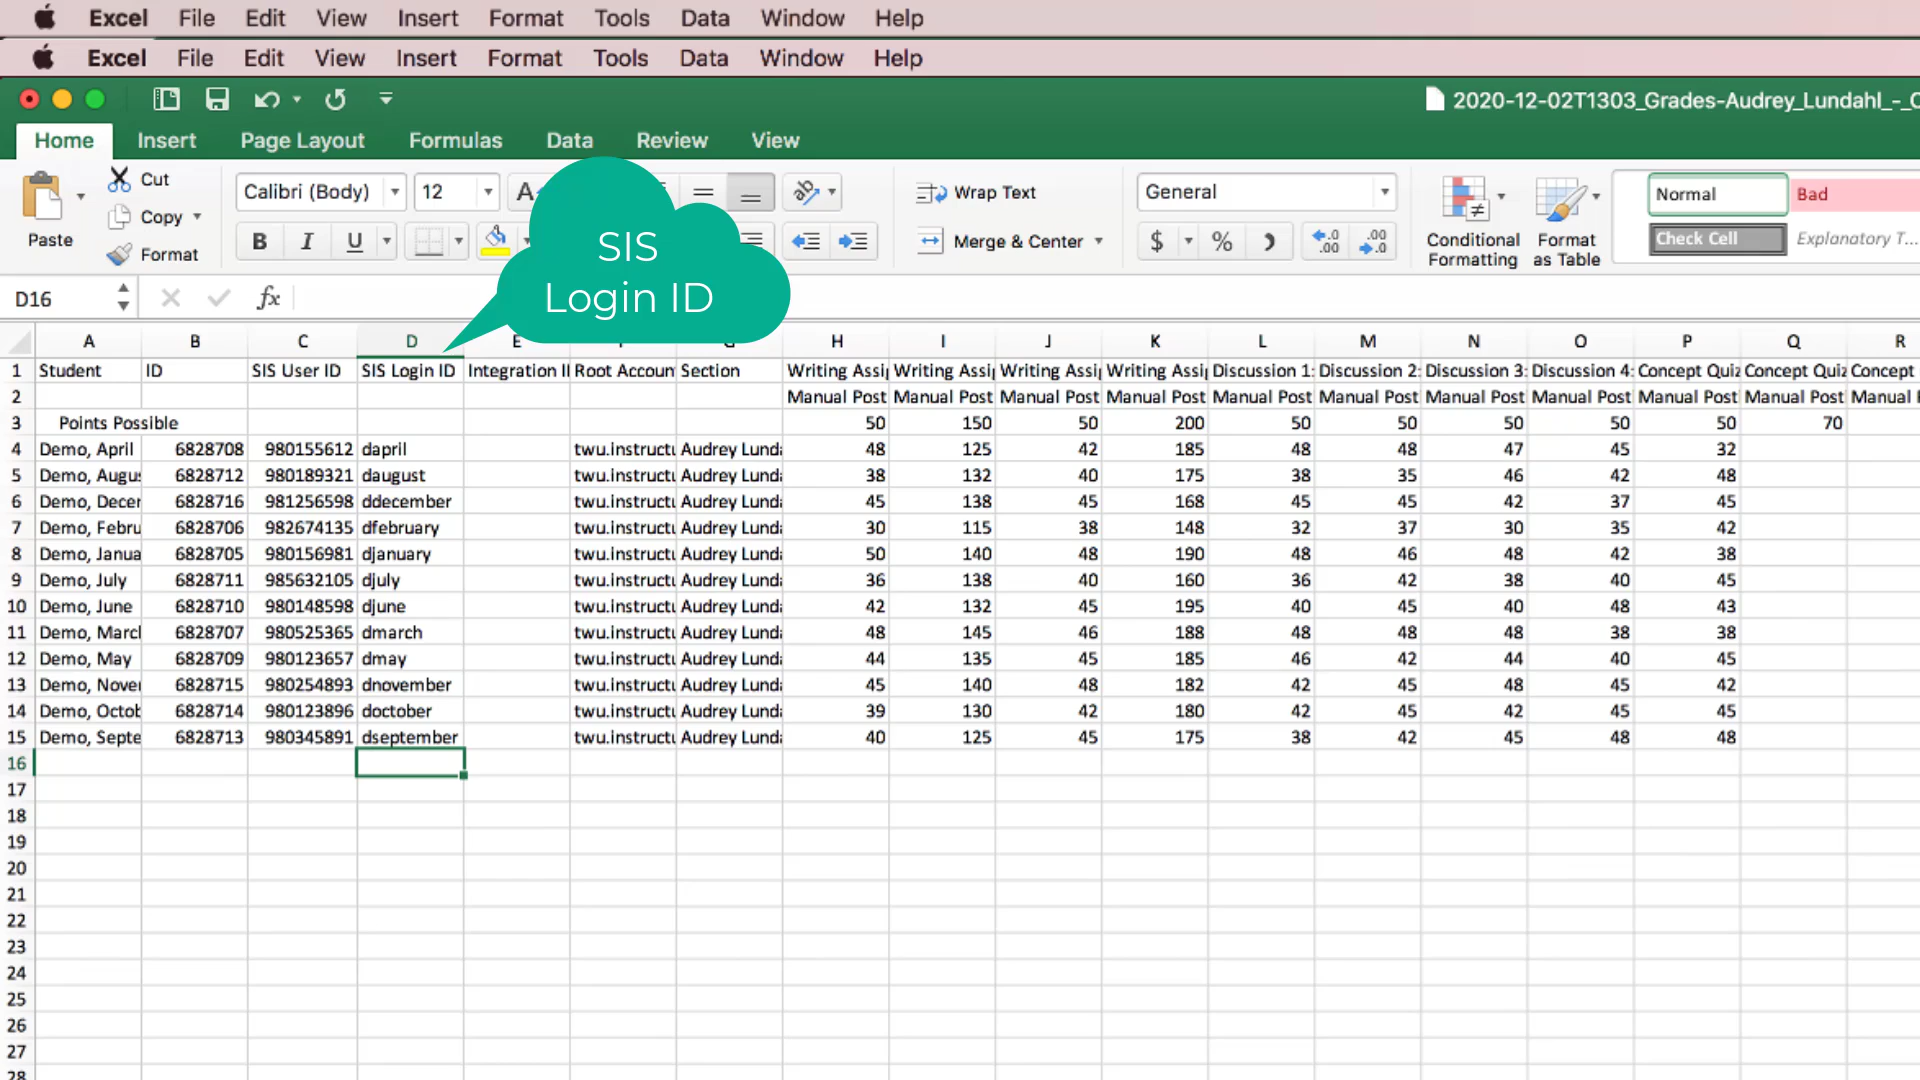 Excel File Edit View Insert Format Tools Data Window Help
Excel File Edit View Insert Format Tools Data Window Help
2020-12-02T1303_Grades-Audrey_Lundahl_-_C
Home Insert Page Layout Formulas Data Review View
Paste
Cut
Copy
Format
Calibri (Body) 12 A
B I U
Wrap Text
Merge & Center
General
$ % .00 .00
Conditional Formatting
Format as Table
Normal Bad
Check Cell Explanatory T...
SIS
Login ID
D16 fx
A B C D E H I J K L M N O P Q R
1 Student ID SIS User ID SIS Login ID Integration I Root Accoun Section Writing Assi Writing Assi Writing Assi Writing Assi Discussion 1: Discussion 2: Discussion 3: Discussion 4: Concept Quiz Concept Quiz Concept
2 Manual Post Manual Post Manual Post Manual Post Manual Post Manual Post Manual Post Manual Post Manual Post Manual Post Manual
3 Points Possible 50 150 50 200 50 50 50 50 50 70
4 Demo, April 6828708 980155612 dapril twu.instructu Audrey Lund 48 125 42 185 48 48 47 45 32
5 Demo, Augus 6828712 980189321 daugust twu.instructu Audrey Lund 38 132 40 175 38 35 46 42 48
6 Demo, Decer 6828716 981256598 ddecember twu.instructu Audrey Lund 45 138 45 168 45 45 42 37 45
7 Demo, Febru 6828706 982674135 dfebruary twu.instructu Audrey Lund 30 115 38 148 32 37 30 35 42
8 Demo, Janua 6828705 980156981 djanuary twu.instructu Audrey Lund 50 140 48 190 48 46 48 42 38
9 Demo, July 6828711 985632105 djuly twu.instructu Audrey Lund 36 138 40 160 36 42 38 40 45
10 Demo, June 6828710 980148598 djune twu.instructu Audrey Lund 42 132 45 195 40 45 40 48 43
11 Demo, Marcl 6828707 980525365 dmarch twu.instructu Audrey Lund 48 145 46 188 48 48 48 38 38
12 Demo, May 6828709 980123657 dmay twu.instructu Audrey Lund 44 135 45 185 46 42 44 40 45
13 Demo, Nover 6828715 980254893 dnovember twu.instructu Audrey Lund 45 140 48 182 42 45 48 45 42
14 Demo, Octob 6828714 980123896 doctober twu.instructu Audrey Lund 39 130 42 180 42 45 42 45 45
15 Demo, Septe 6828713 980345891 dseptember twu.instructu Audrey Lund 40 125 45 175 38 42 45 48 48
16
17
18
19
20
21
22
23
24
25
26
27
28